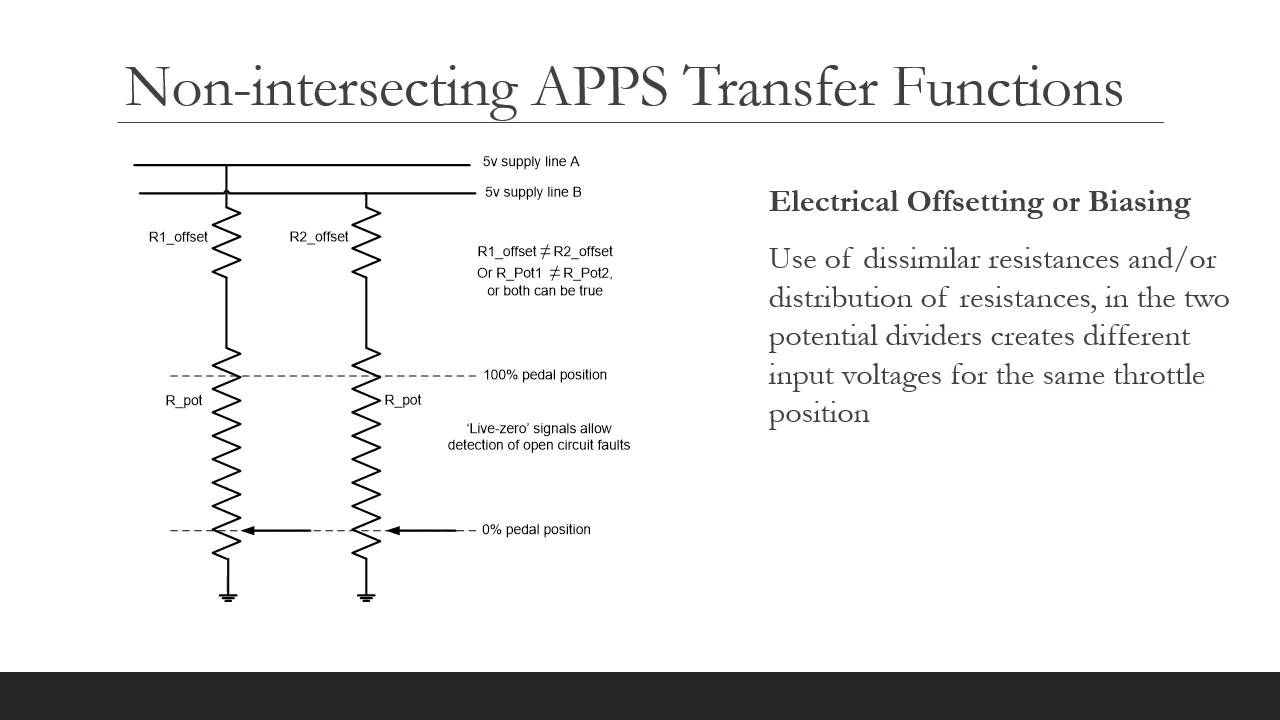 Non-intersecting APPS Transfer Functions
5v supply line A
5v supply line B
R1_offset
R2_offset
R1_offset ≠ R2_offset
Or R_Pot1 ≠ R_Pot2,
or both can be true
100% pedal position
R_pot
R_pot
'Live-zero' signals allow
detection of open circuit faults
0% pedal position
Electrical Offsetting or Biasing
Use of dissimilar resistances and/or
distribution of resistances, in the two
potential dividers creates different
input voltages for the same throttle
position